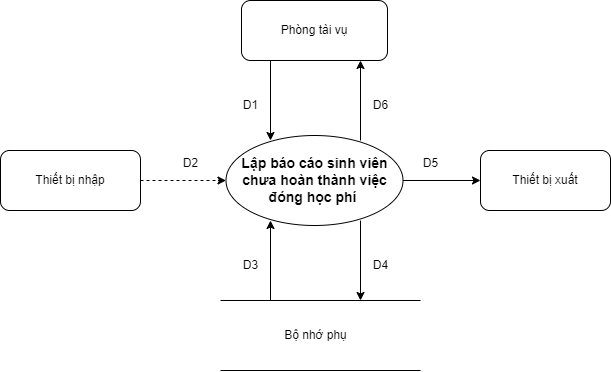 Phòng tài vụ
D1
D6
Thiết bị nhập
D2
Lập báo cáo sinh viên
chưa hoàn thành việc
đóng học phí
D5
Thiết bị xuất
D3
D4
Bộ nhớ phụ